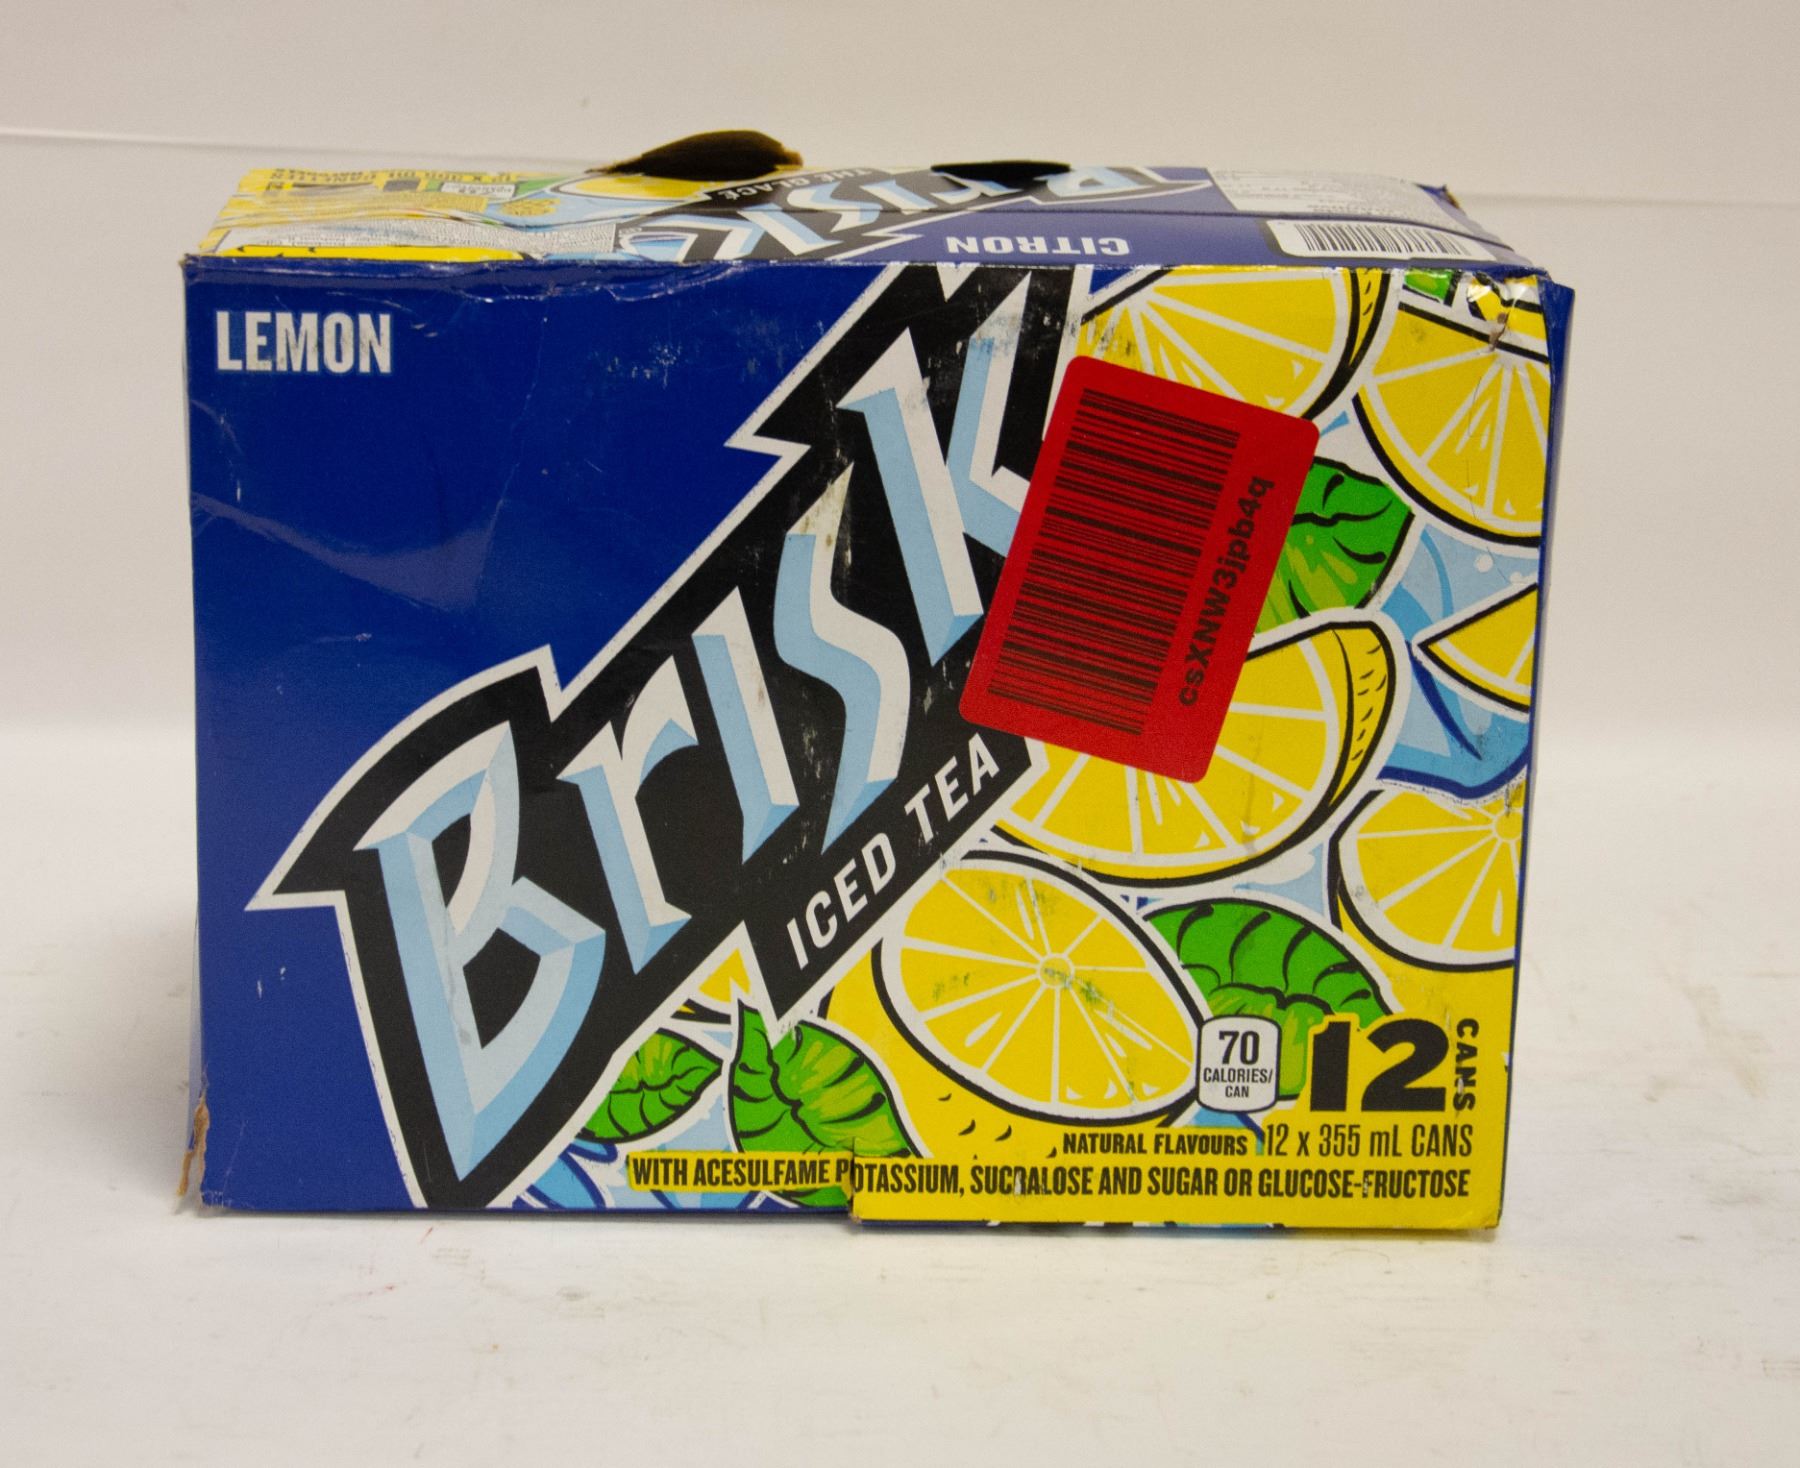 THÉ GLACÉ
Brisk
CITRON
LEMON
Brisk
ICED TEA
csXNW3jpb4q
70
CALORIES/
CAN
12 CANS
NATURAL FLAVOURS 12 x 355 mL CANS
WITH ACESULFAME POTASSIUM, SUCRALOSE AND SUGAR OR GLUCOSE-FRUCTOSE